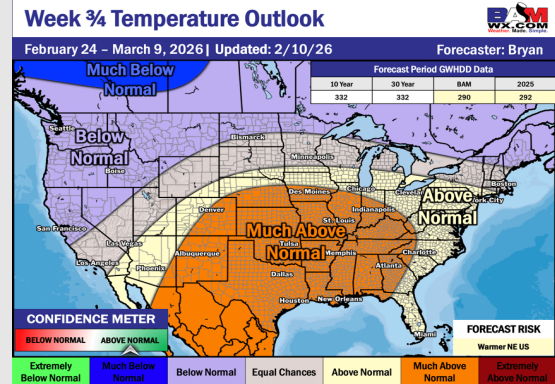 Week ¾ Temperature Outlook
BAM
WX.COM
Weather. Made. Simple.
February 24 – March 9, 2026 | Updated: 2/10/26
Forecaster: Bryan
Forecast Period GWHDD Data
10 Year 30 Year BAM 2025
332 332 290 292
Much Below
Normal
Seattle
Below
Normal
Boise
Bismarck
Minneapolis
Des Moines
Chicago
Cleveland
Boston
York City
Above
Normal
San Francisco
Denver
St. Louis
Indianapolis
Las Vegas
Los Angeles
Much Above
Normal
Tulsa
Memphis
Charlotte
Phoenix
Albuquerque
Atlanta
Dallas
Houston
New Orleans
Miami
CONFIDENCE METER
BELOW NORMAL
ABOVE NORMAL
FORECAST RISK
Warmer NE US
Extremely
Below Normal
Much Below
Normal
Below Normal
Equal Chances
Above Normal
Much Above
Normal
Extremely
Above Normal